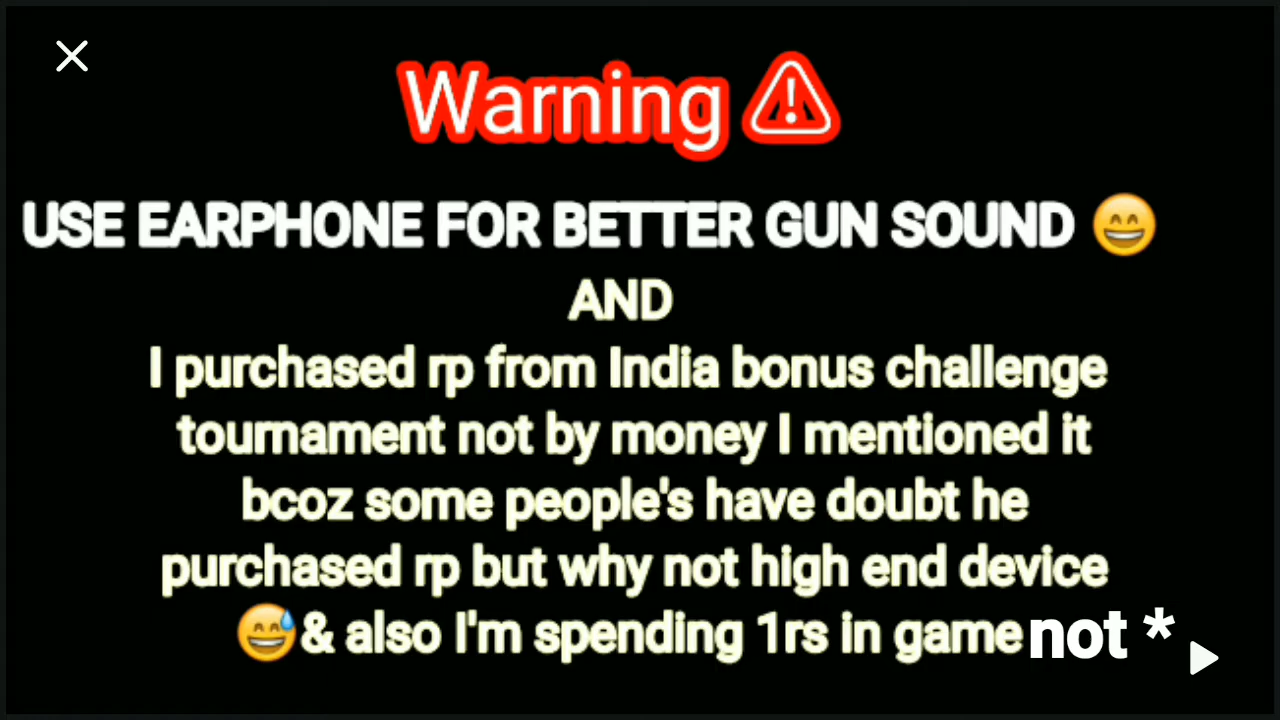 Warning ⚠
USE EARPHONE FOR BETTER GUN SOUND 😄
AND
I purchased rp from India bonus challenge
tournament not by money I mentioned it
bcoz some people's have doubt he
purchased rp but why not high end device
😅& also I'm spending 1rs in game not *